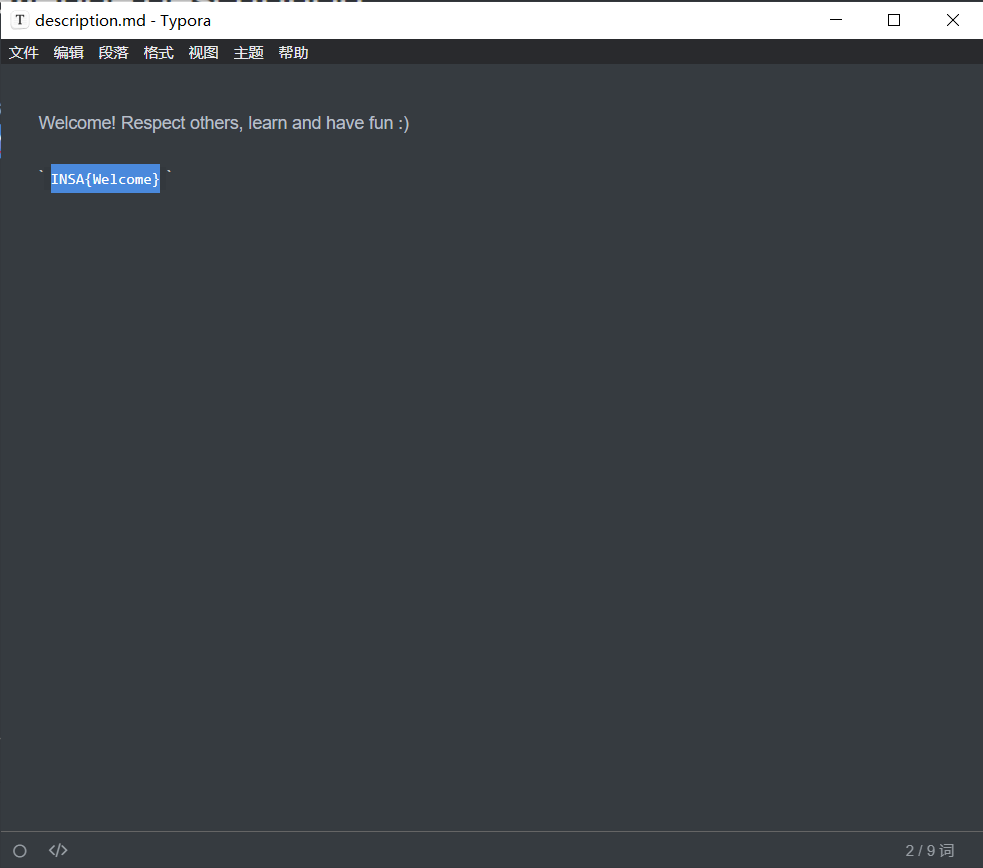 T description.md - Typora
文件 编辑 段落 格式 视图 主题 帮助
Welcome! Respect others, learn and have fun :)
` INSA{Welcome} `
</> 2 / 9 词